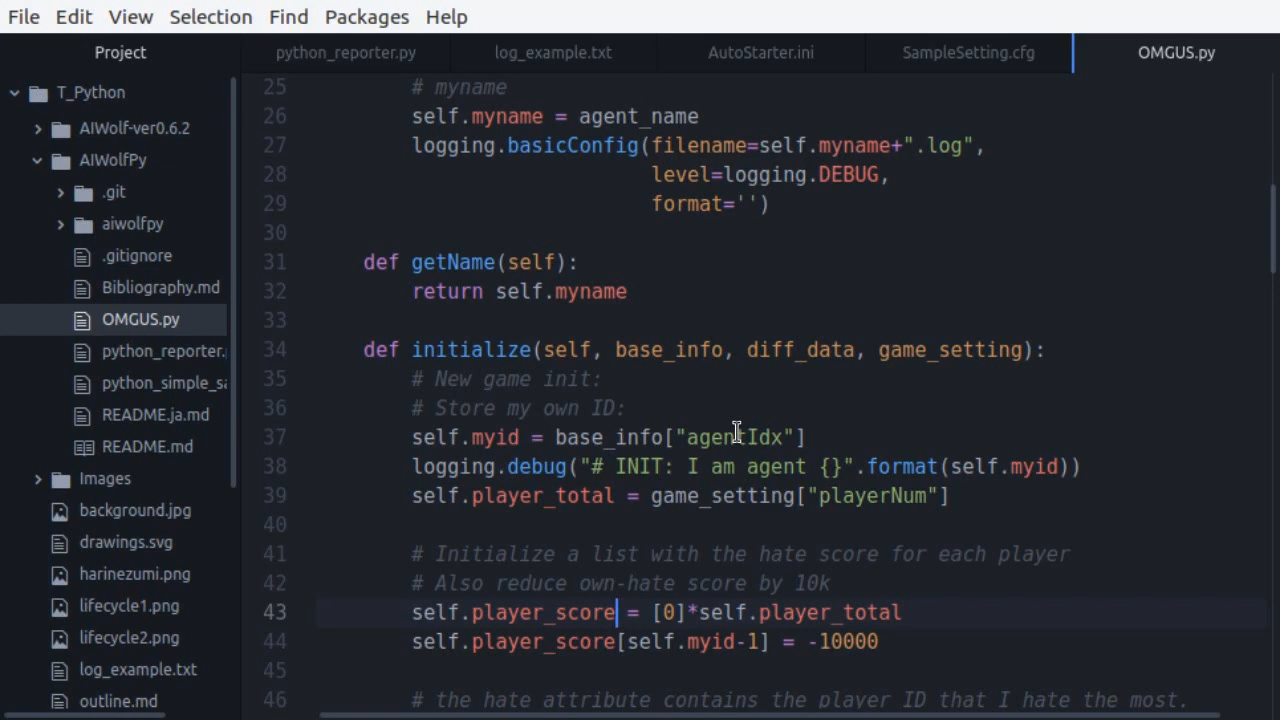 File Edit View Selection Find Packages Help
Project
python_reporter.py log_example.txt AutoStarter.ini SampleSetting.cfg OMGUS.py
T_Python
AIWolf-ver0.6.2
AIWolfPy
.git
aiwolfpy
.gitignore
Bibliography.md
OMGUS.py
python_reporter.
python_simple_sa
README.ja.md
README.md
Images
background.jpg
drawings.svg
harinezumi.png
lifecycle1.png
lifecycle2.png
log_example.txt
outline.md
25 # myname
26 self.myname = agent_name
27 logging.basicConfig(filename=self.myname+".log",
28 level=logging.DEBUG,
29 format='')
30
31 def getName(self):
32 return self.myname
33
34 def initialize(self, base_info, diff_data, game_setting):
35 # New game init:
36 # Store my own ID:
37 self.myid = base_info["agentIdx"]
38 logging.debug("# INIT: I am agent {}".format(self.myid))
39 self.player_total = game_setting["playerNum"]
40
41 # Initialize a list with the hate score for each player
42 # Also reduce own-hate score by 10k
43 self.player_score = [0]*self.player_total
44 self.player_score[self.myid-1] = -10000
45
46 # the hate attribute contains the player ID that I hate the most.